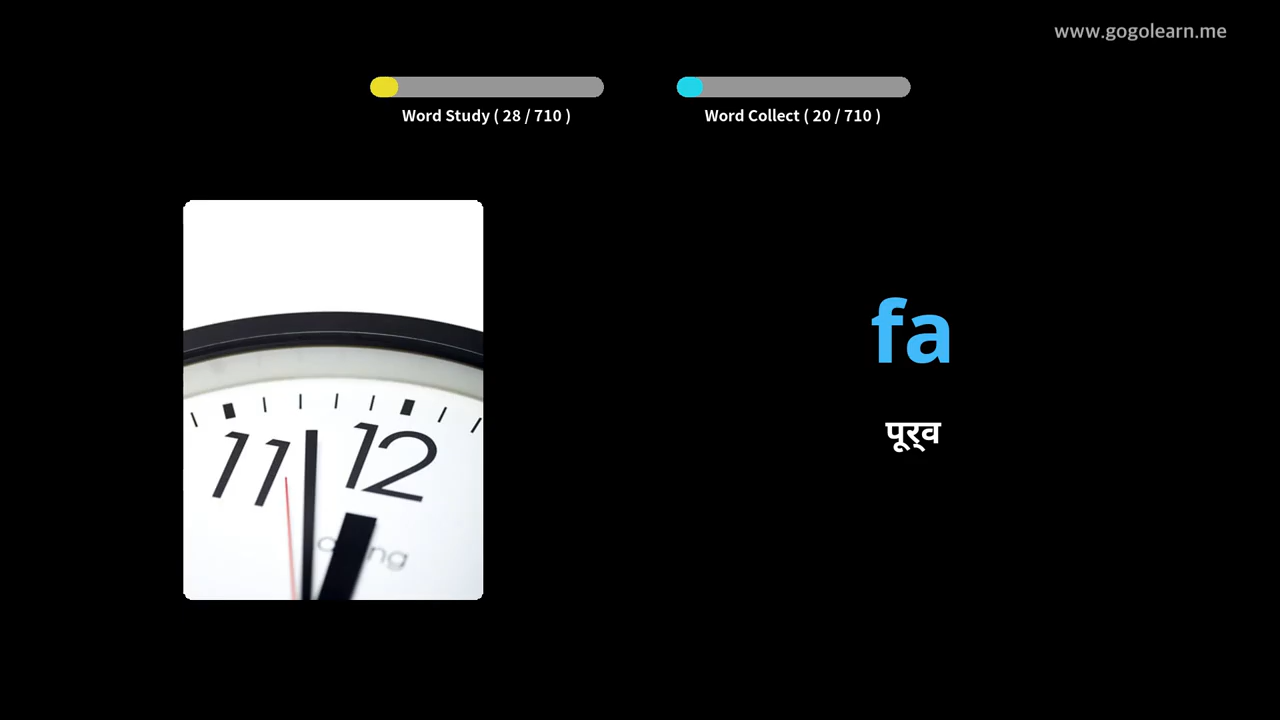 www.gogolearn.me
Word Study ( 28 / 710 )
Word Collect ( 20 / 710 )
fa
पूर्व
11
12